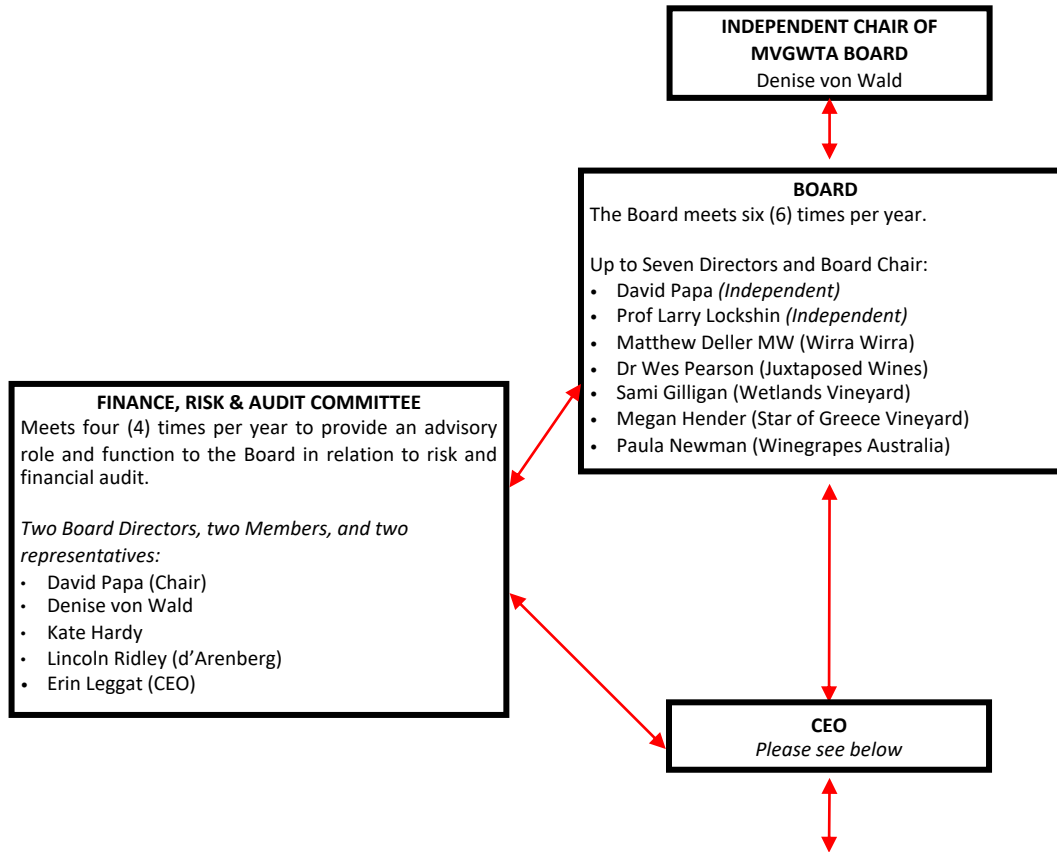 INDEPENDENT CHAIR OF
MVGWTA BOARD
Denise von Wald
BOARD
The Board meets six (6) times per year.
Up to Seven Directors and Board Chair:
• David Papa (Independent)
• Prof Larry Lockshin (Independent)
• Matthew Deller MW (Wirra Wirra)
• Dr Wes Pearson (Juxtaposed Wines)
• Sami Gilligan (Wetlands Vineyard)
• Megan Hender (Star of Greece Vineyard)
• Paula Newman (Winegrapes Australia)
FINANCE, RISK & AUDIT COMMITTEE
Meets four (4) times per year to provide an advisory
role and function to the Board in relation to risk and
financial audit.
Two Board Directors, two Members, and two
representatives:
• David Papa (Chair)
• Denise von Wald
• Kate Hardy
• Lincoln Ridley (d’Arenberg)
• Erin Leggat (CEO)
CEO
Please see below